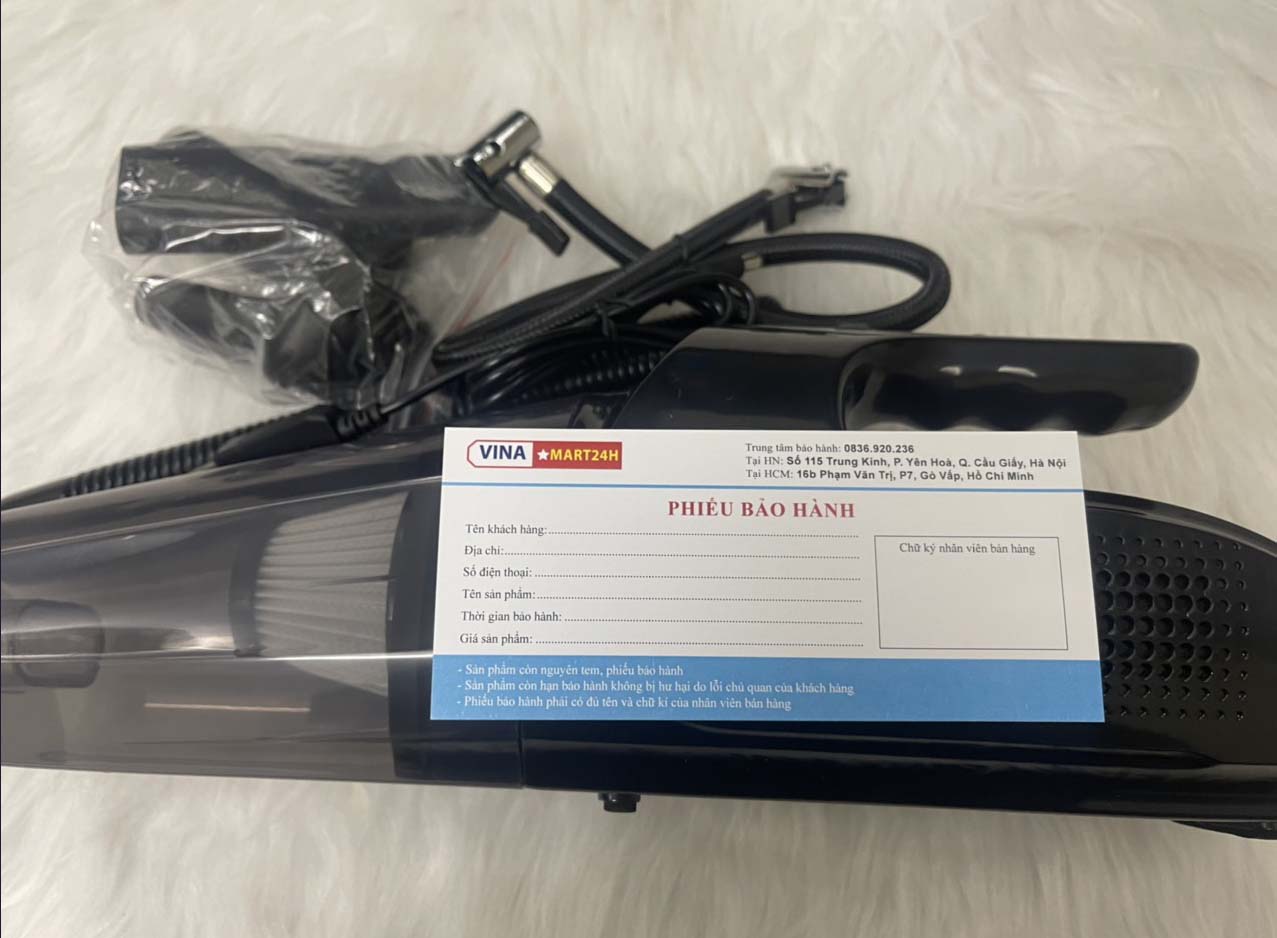 VINA ★MART24H
Trung tâm bảo hành: 0836.920.236
Tại HN: Số 115 Trung Kính, P. Yên Hoà, Q. Cầu Giấy, Hà Nội
Tại HCM: 16b Phạm Văn Trị, P7, Gò Vấp, Hồ Chí Minh
PHIẾU BẢO HÀNH
Tên khách hàng:
Địa chỉ:
Số điện thoại:
Tên sản phẩm:
Thời gian bảo hành:
Giá sản phẩm:
Chữ ký nhân viên bán hàng
- Sản phẩm còn nguyên tem, phiếu bảo hành
- Sản phẩm còn hạn bảo hành không bị hư hại do lỗi chủ quan của khách hàng
- Phiếu bảo hành phải có đủ tên và chữ kí của nhân viên bán hàng